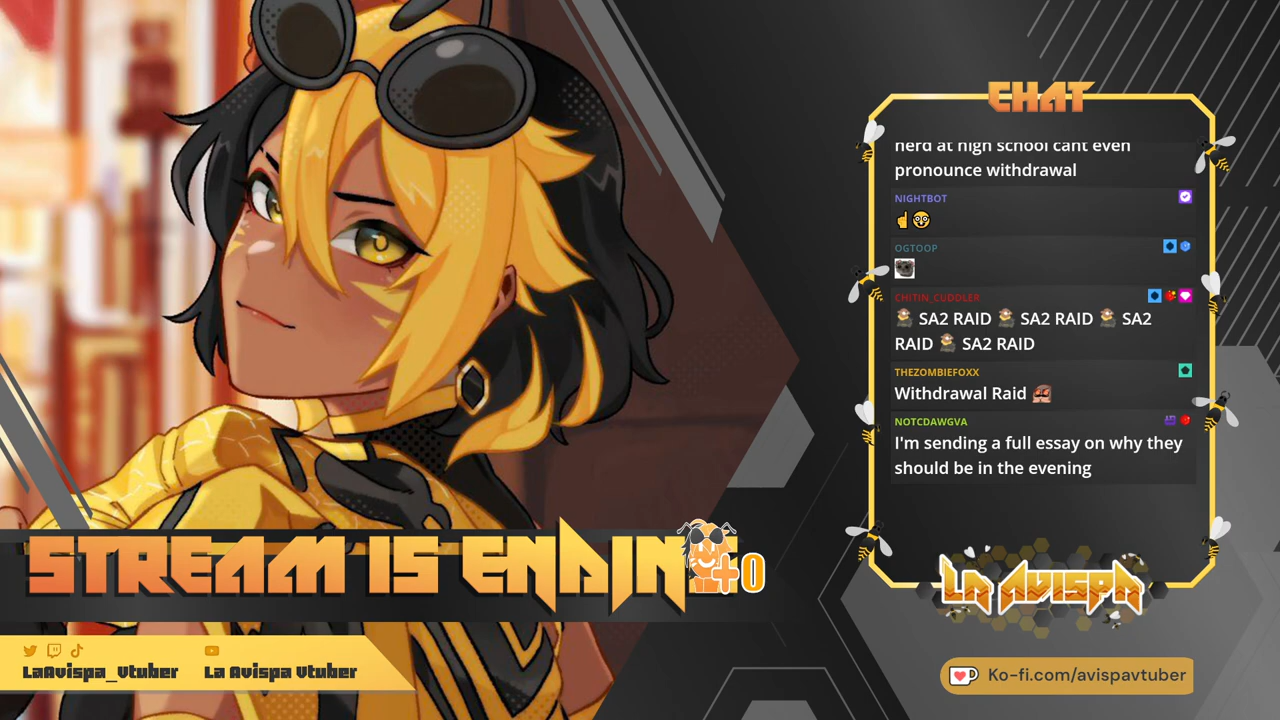 CHAT
nerd at high school cant even
pronounce withdrawal
NIGHTBOT
OGTOOP
CHITIN_CUDDLER
SA2 RAID SA2 RAID SA2
RAID SA2 RAID
THEZOMBIEFOXX
Withdrawal Raid
NOTCDAWGVA
I'm sending a full essay on why they
should be in the evening
STREAM IS ENDIN
+0
LA AVISPA
LaAvispa_Vtuber La Avispa Vtuber
Ko-fi.com/avispavtuber